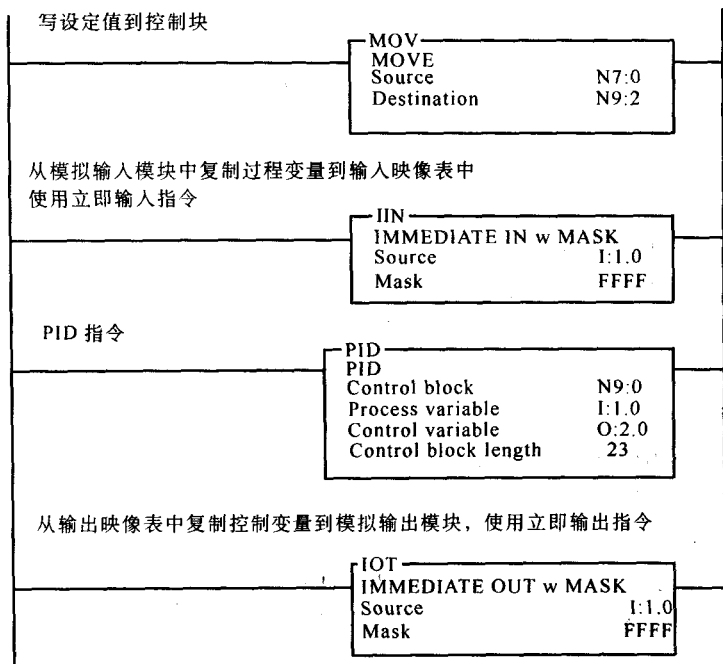 写设定值到控制块
MOV
MOVE
Source N7:0
Destination N9:2
从模拟输入模块中复制过程变量到输入映像表中
使用立即输入指令
IIN
IMMEDIATE IN w MASK
Source I:1.0
Mask FFFF
PID 指令
PID
PID
Control block N9:0
Process variable I:1.0
Control variable O:2.0
Control block length 23
从输出映像表中复制控制变量到模拟输出模块，使用立即输出指令
IOT
IMMEDIATE OUT w MASK
Source I:1.0
Mask FFFF